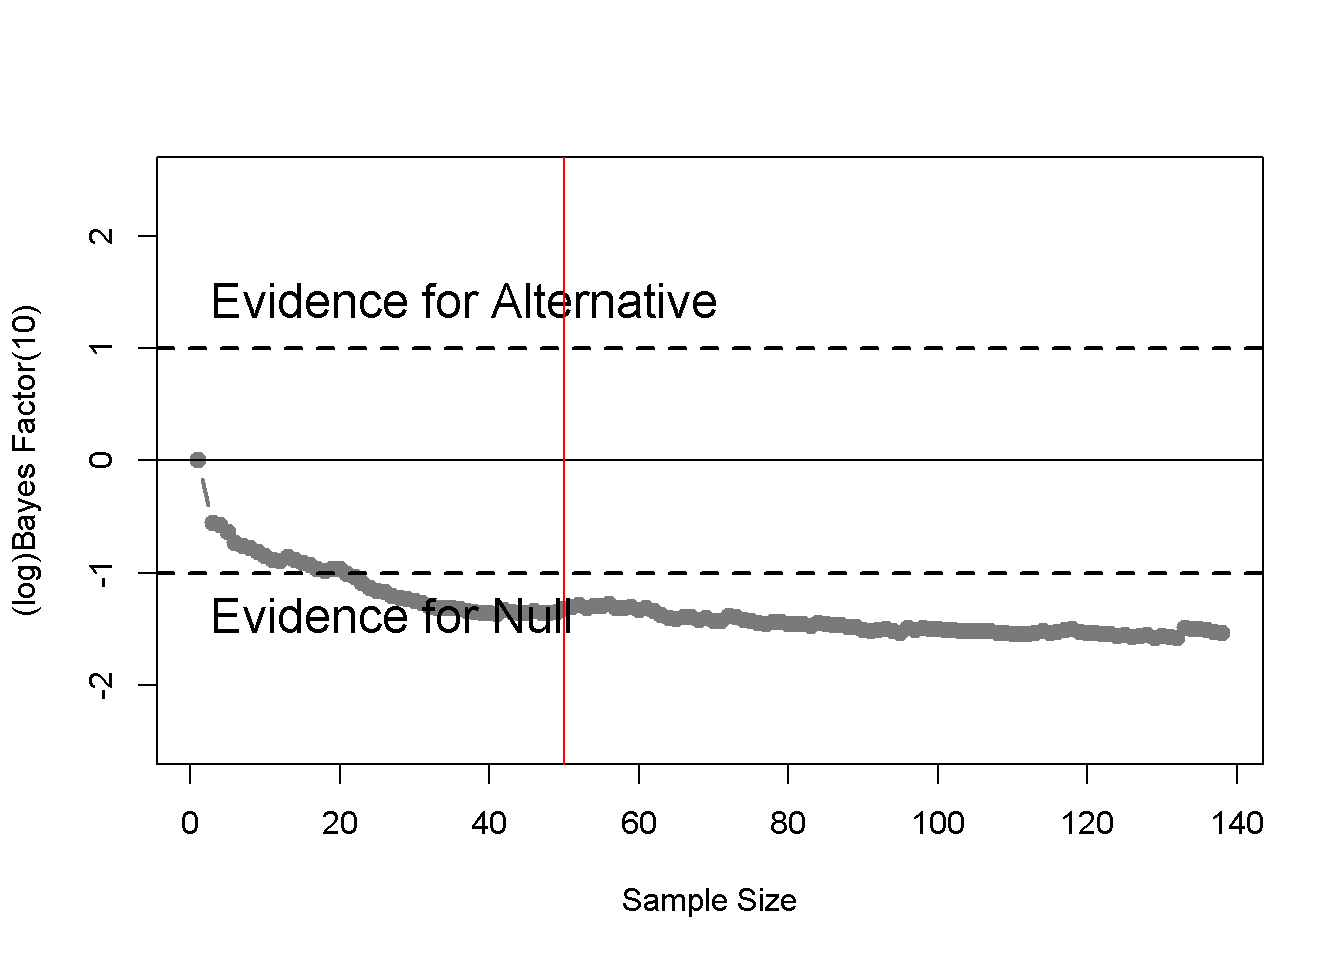 2
Evidence for Alternative
1
0
-1
Evidence for Null
-2
(log)Bayes Factor(10)
0 20 40 60 80 100 120 140
Sample Size